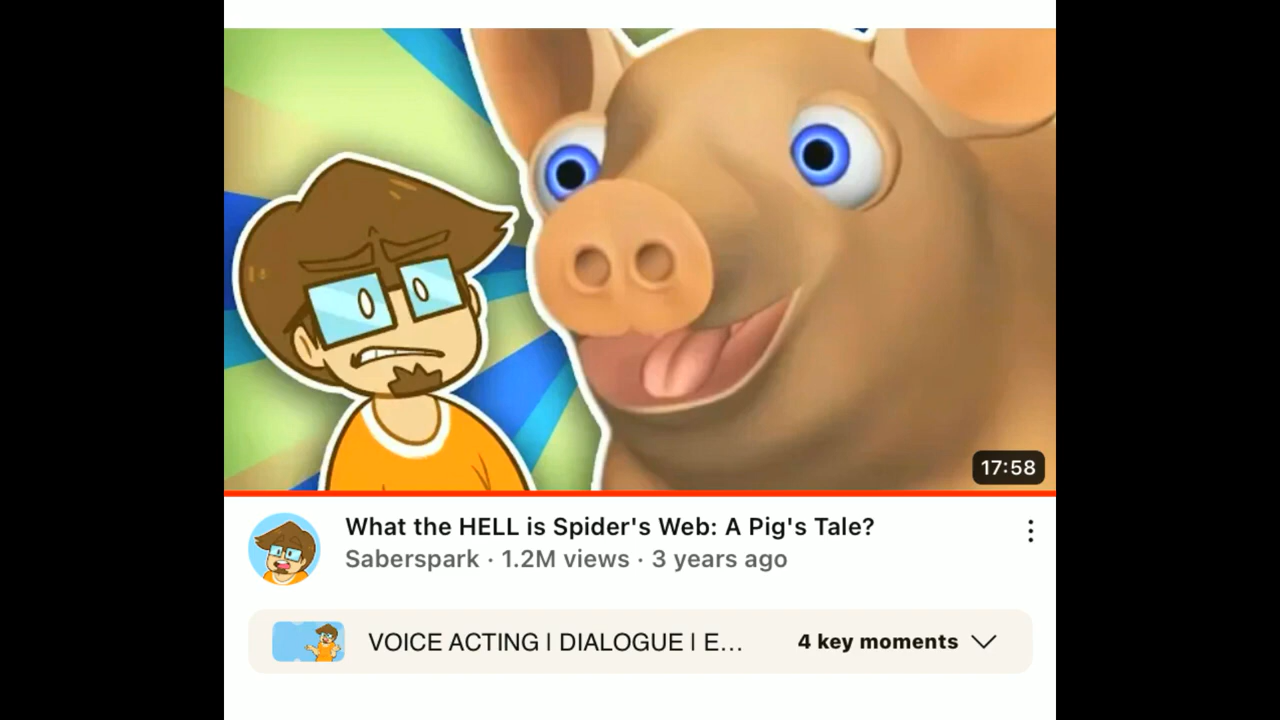 17:58
What the HELL is Spider's Web: A Pig's Tale?
Saberspark · 1.2M views · 3 years ago
VOICE ACTING | DIALOGUE | E... 4 key moments